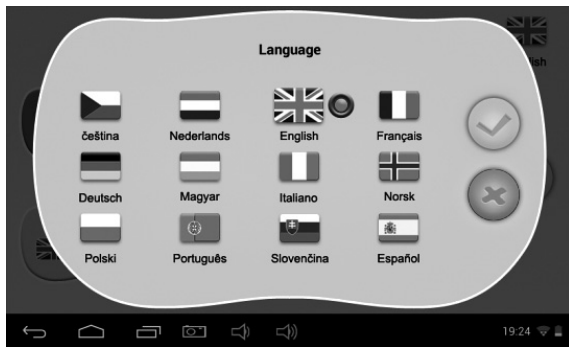 Language
čeština Nederlands English Français
Deutsch Magyar Italiano Norsk
Polski Português Slovenčina Español
19:24